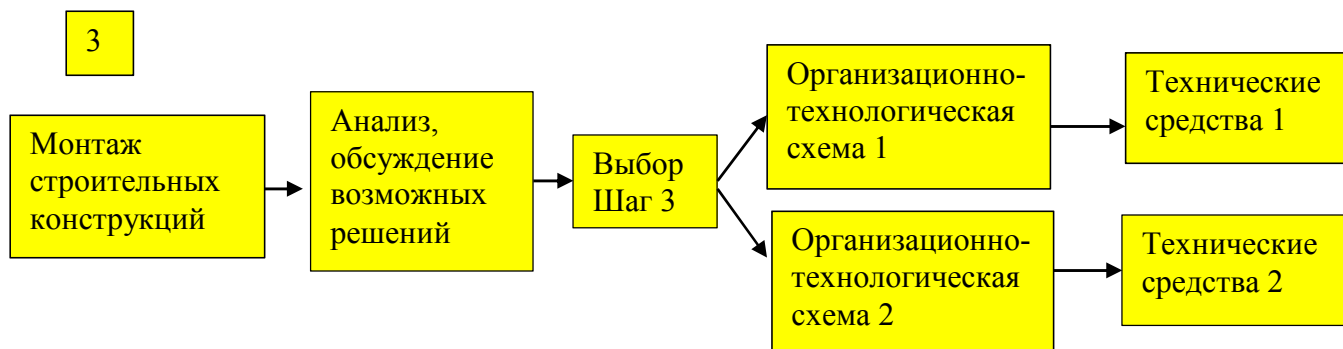 3
Монтаж
строительных
конструкций
Анализ,
обсуждение
возможных
решений
Выбор
Шаг 3
Организационно-
технологическая
схема 1
Технические
средства 1
Организационно-
технологическая
схема 2
Технические
средства 2